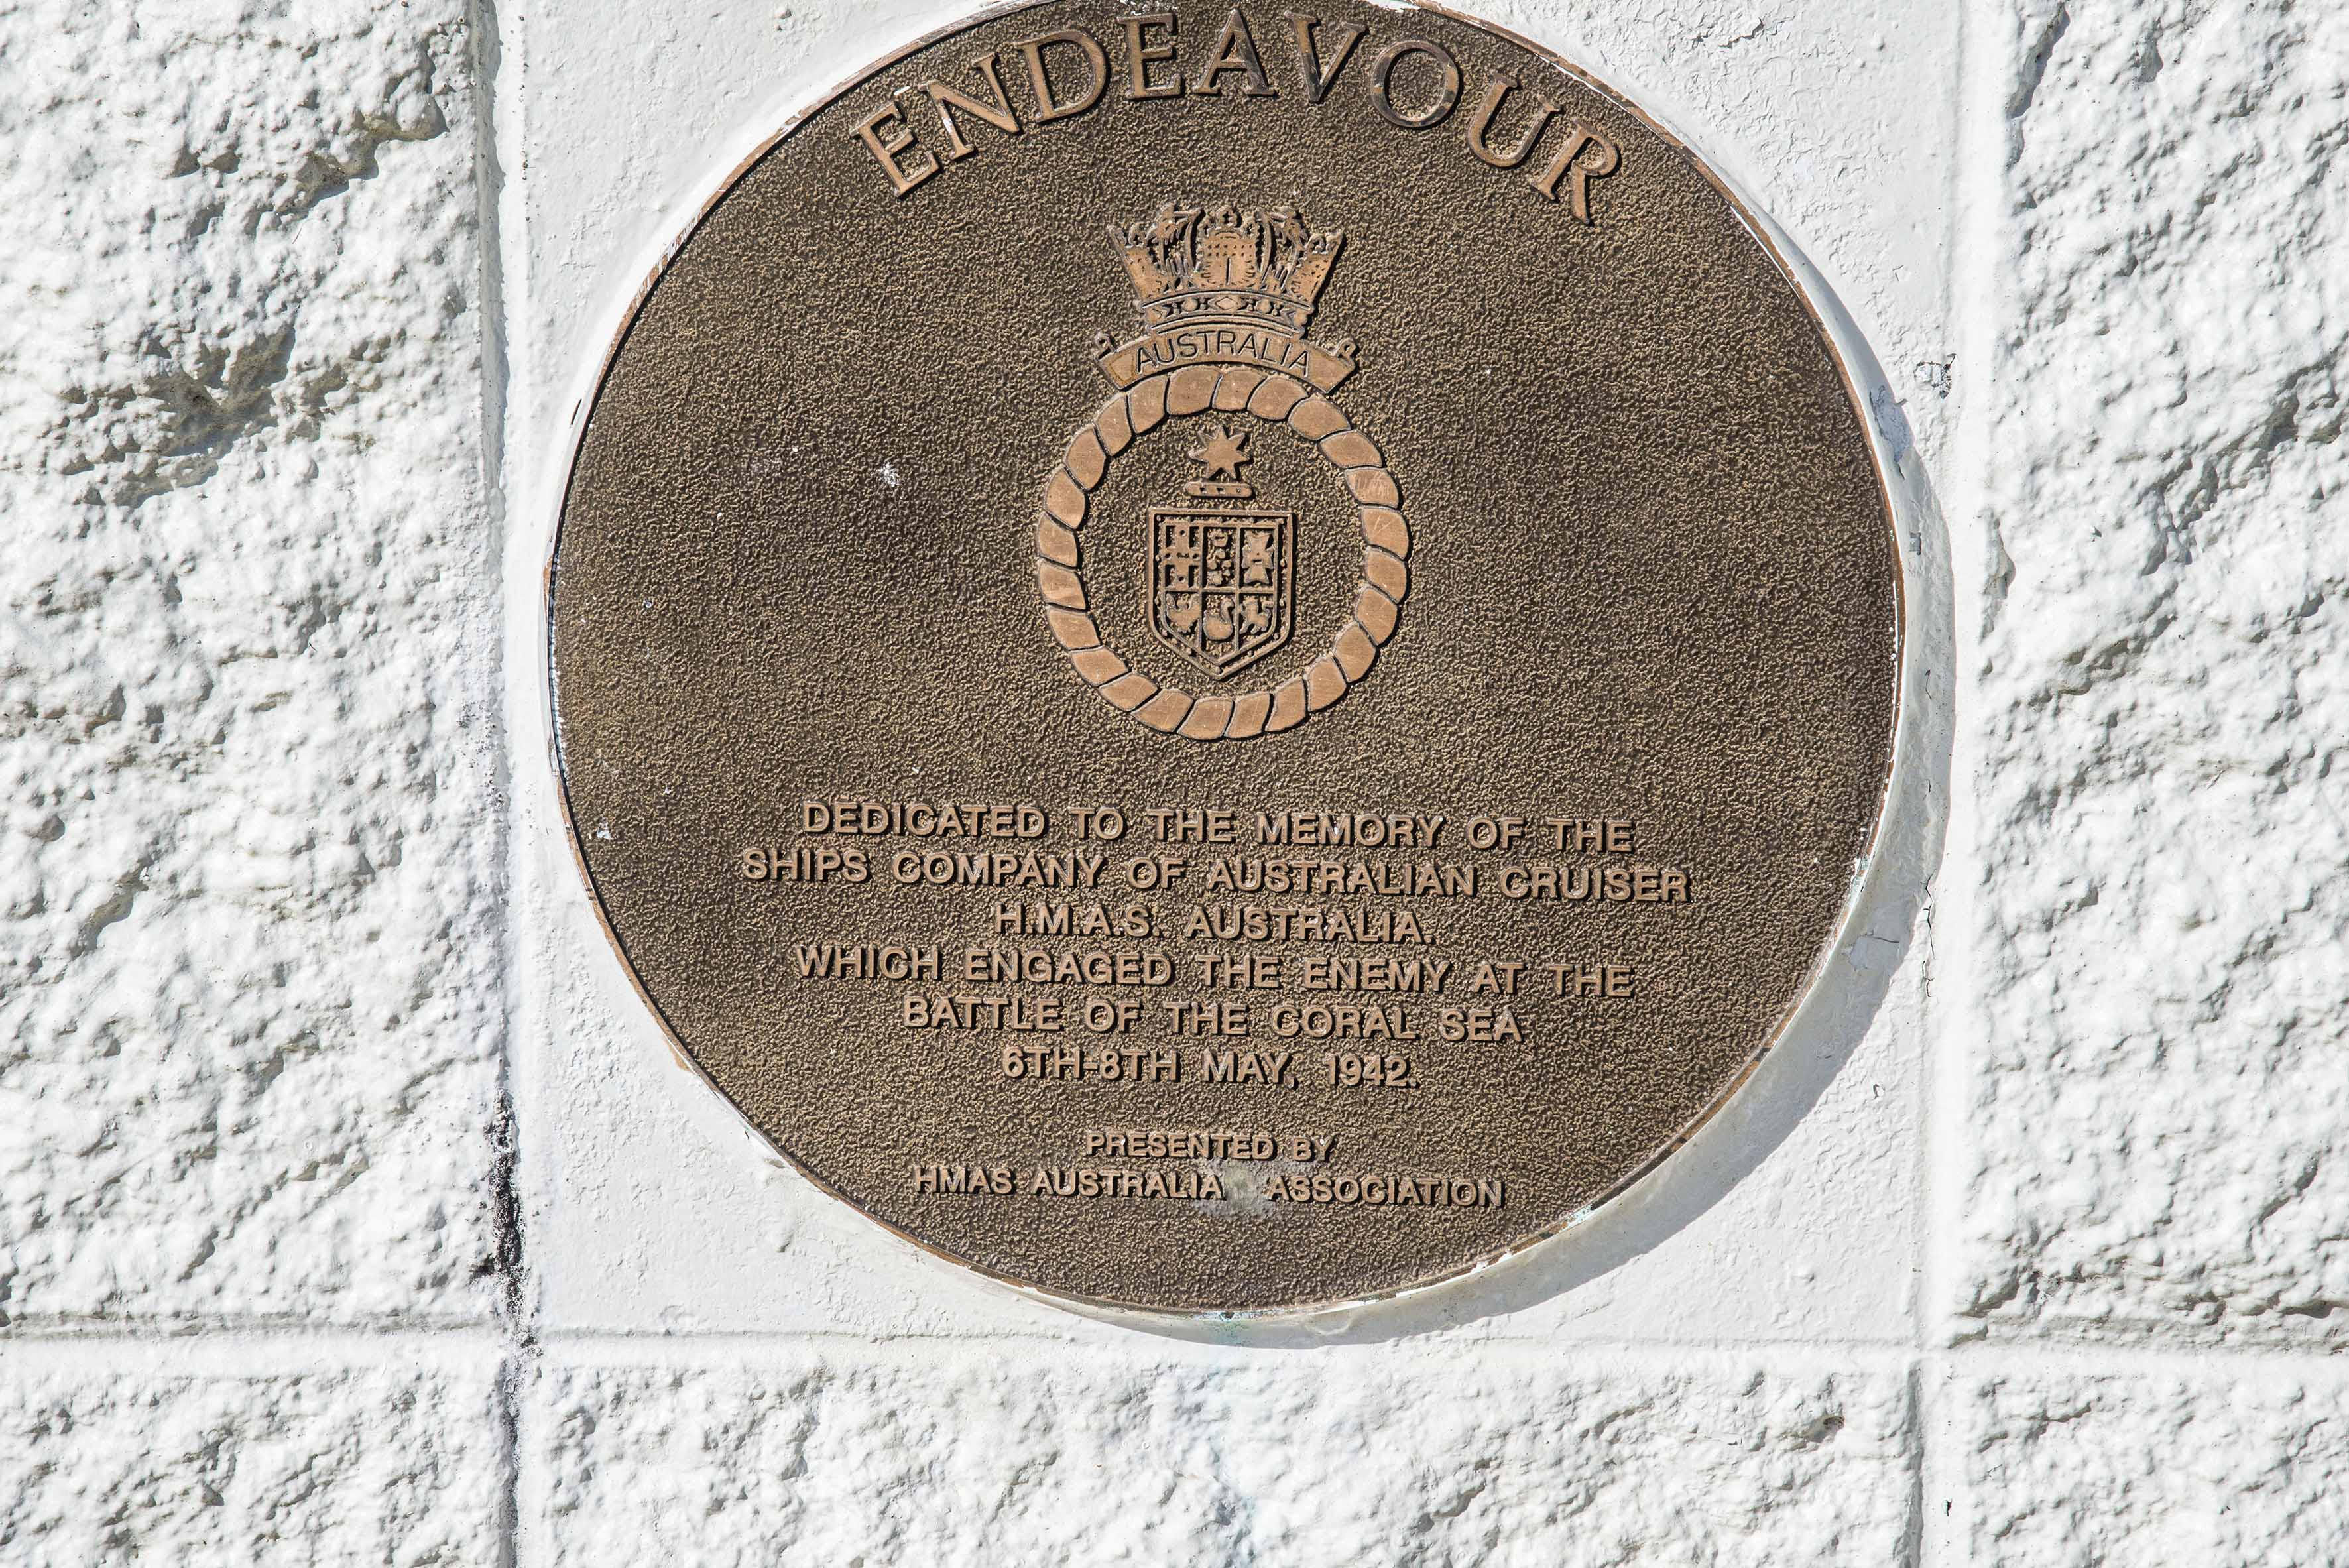 ENDEAVOUR
AUSTRALIA
DEDICATED TO THE MEMORY OF THE
SHIPS COMPANY OF AUSTRALIAN CRUISER
H.M.A.S. AUSTRALIA.
WHICH ENGAGED THE ENEMY AT THE
BATTLE OF THE CORAL SEA
6TH-8TH MAY, 1942.
PRESENTED BY
HMAS AUSTRALIA ASSOCIATION